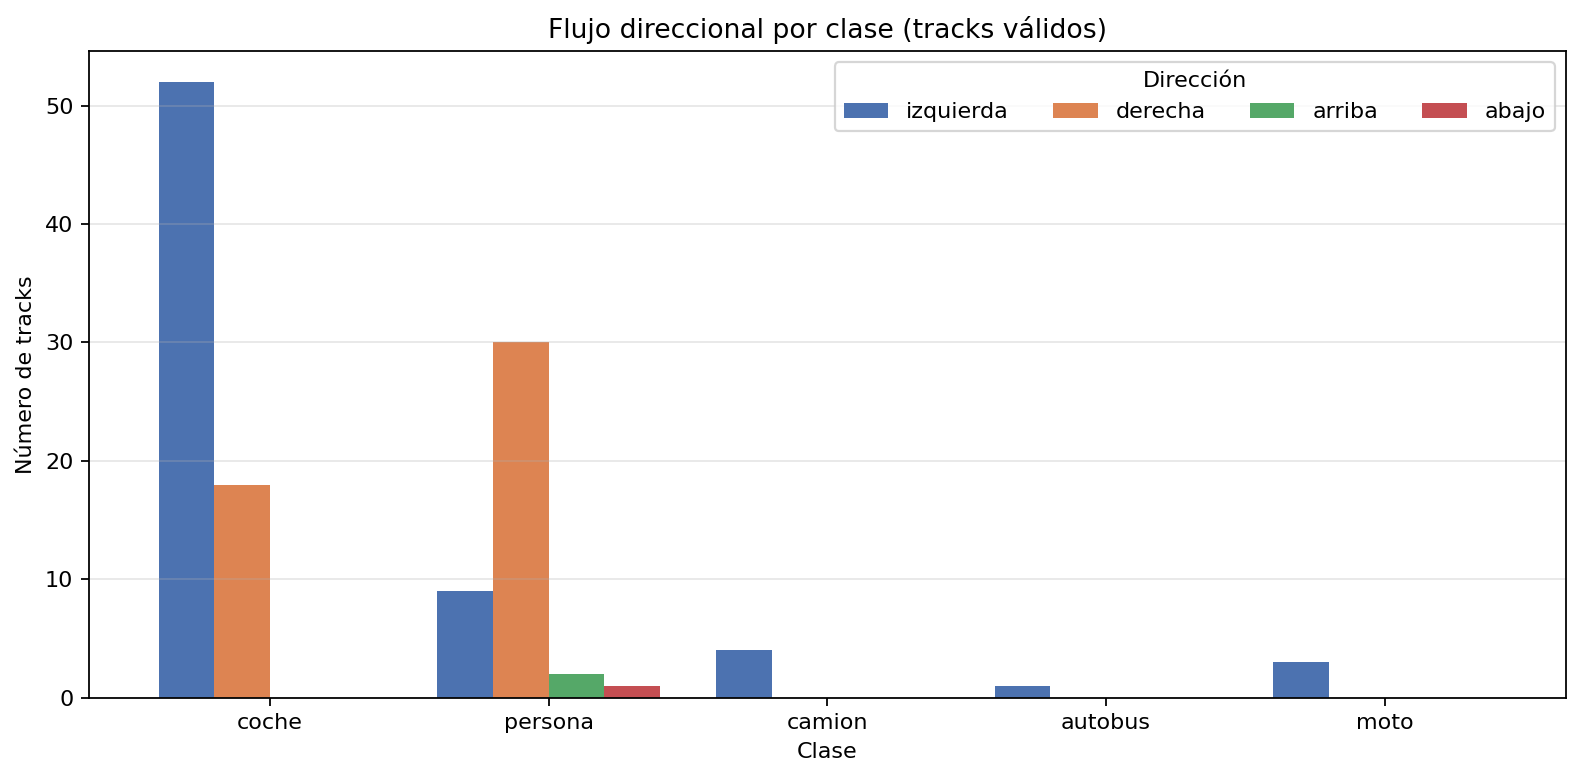 Flujo direccional por clase (tracks válidos)
Dirección
izquierda derecha arriba abajo
Número de tracks
50
40
30
20
10
0
coche persona camion autobus moto
Clase